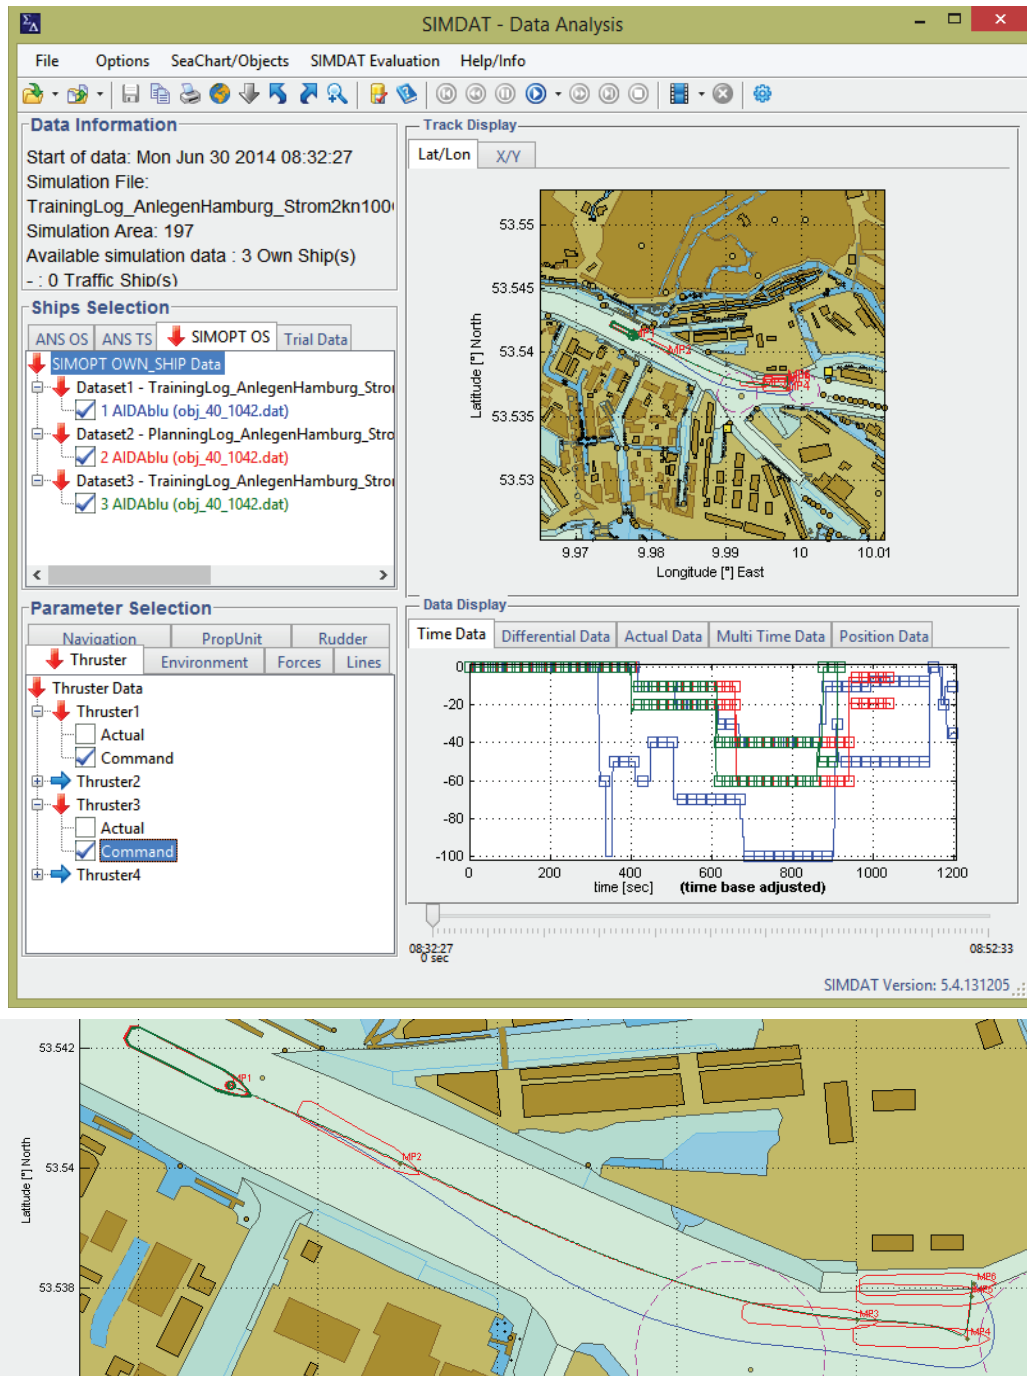 SIMDAT - Data Analysis
File Options SeaChart/Objects SIMDAT Evaluation Help/Info
Data Information
Start of data: Mon Jun 30 2014 08:32:27
Simulation File:
TrainingLog_AnlegenHamburg_Strom2kn100
Simulation Area: 197
Available simulation data : 3 Own Ship(s)
- : 0 Traffic Ship(s)
Ships Selection
ANS OS ANS TS SIMOPT OS Trial Data
SIMOPT OWN_SHIP Data
Dataset1 - TrainingLog_AnlegenHamburg_Stro
1 AIDAblu (obj_40_1042.dat)
Dataset2 - PlanningLog_AnlegenHamburg_Stro
2 AIDAblu (obj_40_1042.dat)
Dataset3 - TrainingLog_AnlegenHamburg_Stro
3 AIDAblu (obj_40_1042.dat)
Parameter Selection
Navigation PropUnit Rudder
Thruster Environment Forces Lines
Thruster Data
Thruster1
Actual
Command
Thruster2
Thruster3
Actual
Command
Thruster4
Track Display
Lat/Lon X/Y
53.55
53.545
53.54
53.535
53.53
Latitude [°] North
MP2
MP4
9.97 9.98 9.99 10 10.01
Longitude [°] East
Data Display
Time Data Differential Data Actual Data Multi Time Data Position Data
0
-20
-40
-60
-80
-100
0 200 400 600 800 1000 1200
time [sec] (time base adjusted)
08:32:27 08:52:33
0 sec
SIMDAT Version: 5.4.131205
53.542
53.54
53.538
Latitude [°] North
MP1
MP2
MP3
MP6
MP5
MP4